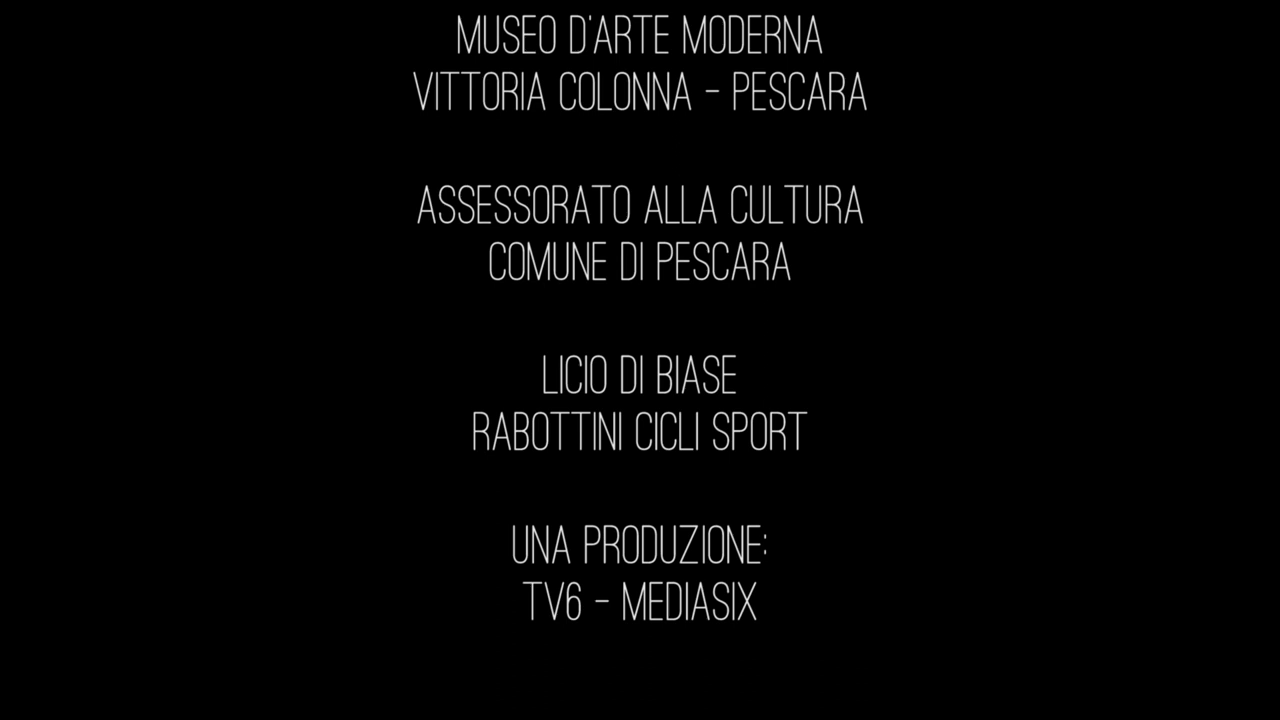 MUSEO D'ARTE MODERNA
VITTORIA COLONNA - PESCARA
ASSESSORATO ALLA CULTURA
COMUNE DI PESCARA
LICIO DI BIASE
RABOTTINI CICLI SPORT
UNA PRODUZIONE:
TV6 - MEDIASIX